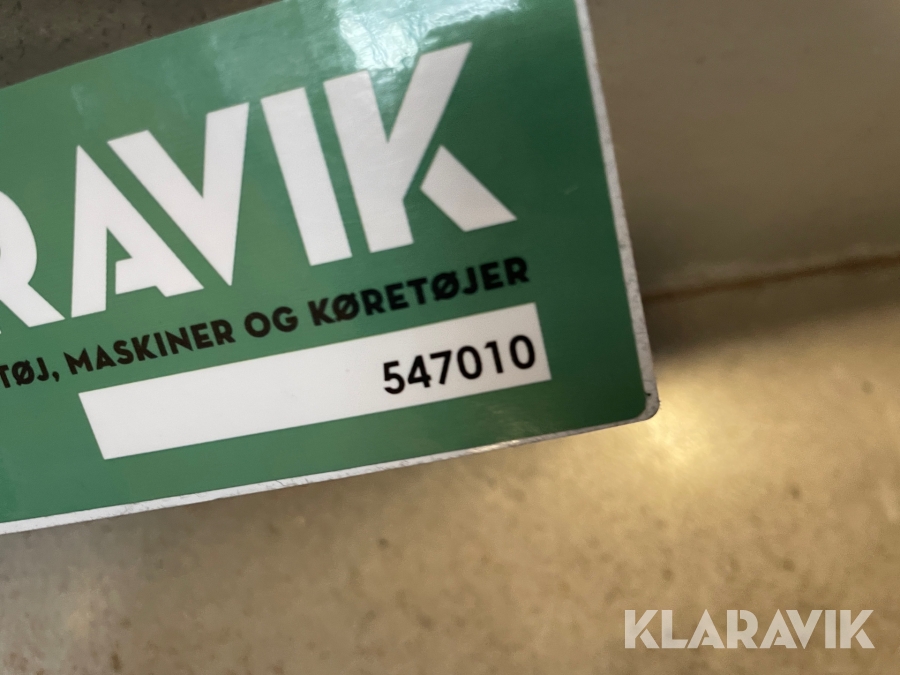 RAVIK
TØJ, MASKINER OG KØRETØJER
547010
KLARAVIK